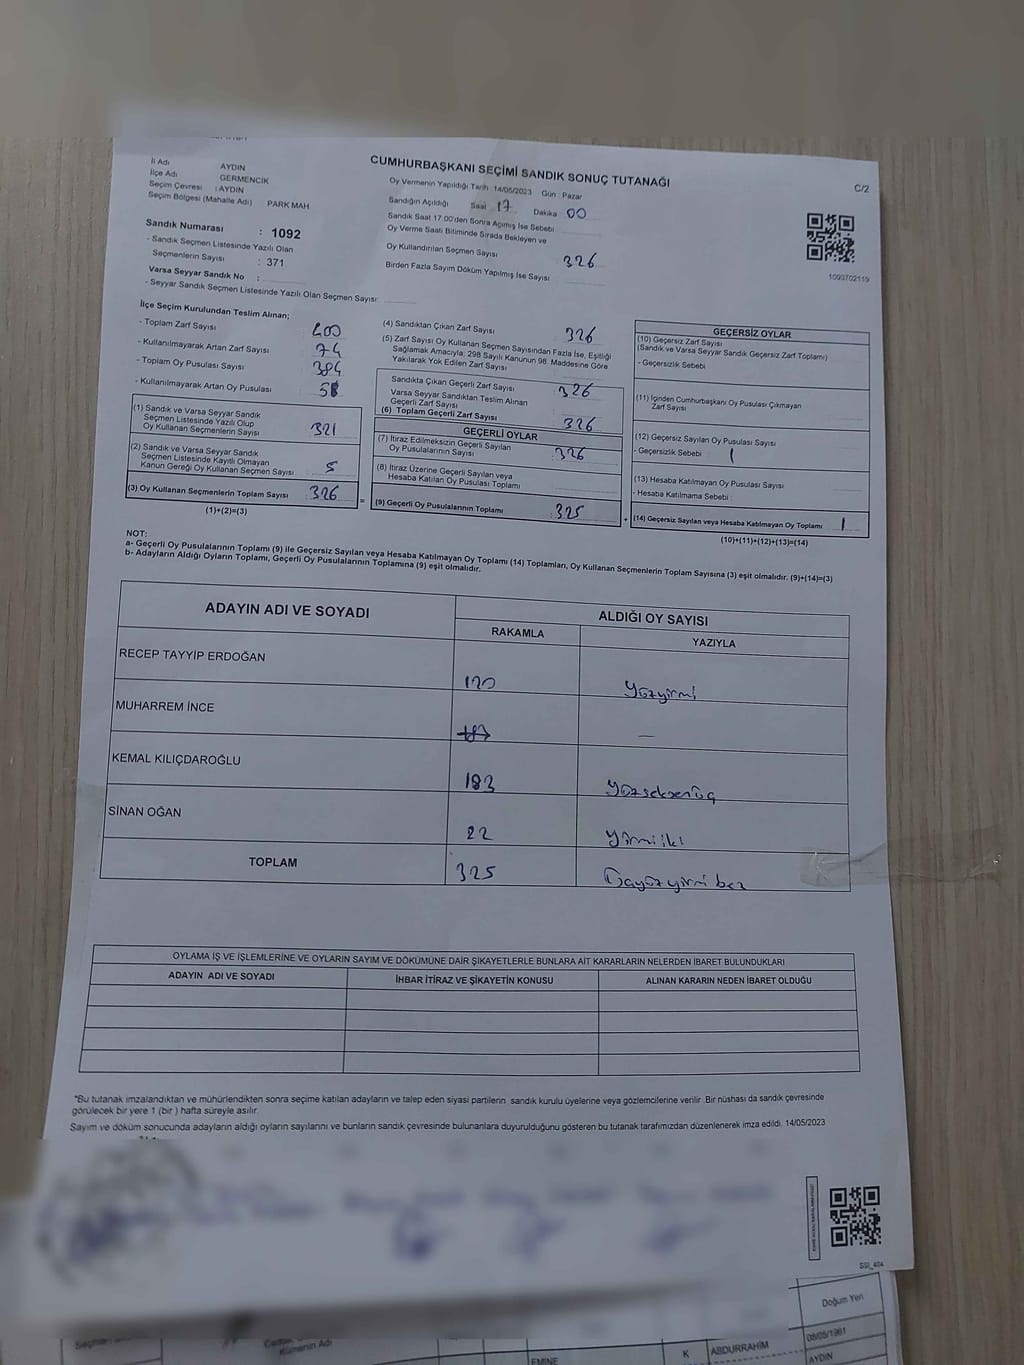 CUMHURBAŞKANI SEÇİMİ SANDIK SONUÇ TUTANAĞI
C/2
İl Adı : AYDIN
İlçe Adı : GERMENCİK
Seçim Çevresi : AYDIN
Seçim Bölgesi (Mahalle Adı) PARK MAH
Sandık Numarası : 1092
- Sandık Seçmen Listesinde Yazılı Olan
Seçmenlerin Sayısı : 371
Varsa Seyyar Sandık No :
- Seyyar Sandık Seçmen Listesinde Yazılı Olan Seçmen Sayısı:
Oy Vermenin Yapıldığı Tarih :14/05/2023 Gün : Pazar
Sandığın Açıldığı Saat 17 Dakika 00
Sandık Saat 17:00'den Sonra Açılmış İse Sebebi
Oy Verme Saati Bitiminde Sırada Bekleyen ve
Oy Kullandırılan Seçmen Sayısı 326
Birden Fazla Sayım Döküm Yapılmış İse Sayısı
1093702119
İlçe Seçim Kurulundan Teslim Alınan;
- Toplam Zarf Sayısı 400
- Kullanılmayarak Artan Zarf Sayısı 74
- Toplam Oy Pusulası Sayısı 384
- Kullanılmayarak Artan Oy Pusulası
(1) Sandık ve Varsa Seyyar Sandık
Seçmen Listesinde Yazılı Olup
Oy Kullanan Seçmenlerin Sayısı 321
(2) Sandık ve Varsa Seyyar Sandık
Seçmen Listesinde Kayıtlı Olmayan
Kanun Gereği Oy Kullanan Seçmen Sayısı 5
(3) Oy Kullanan Seçmenlerin Toplam Sayısı 326
(1)+(2)=(3)
=
(4) Sandıktan Çıkan Zarf Sayısı 326
(5) Zarf Sayısı Oy Kullanan Seçmen Sayısından Fazla İse, Eşitliği
Sağlamak Amacıyla; 298 Sayılı Kanunun 98. Maddesine Göre
Yakılarak Yok Edilen Zarf Sayısı
Sandıkta Çıkan Geçerli Zarf Sayısı 326
Varsa Seyyar Sandıktan Teslim Alınan
Geçerli Zarf Sayısı
(6) Toplam Geçerli Zarf Sayısı 326
GEÇERLİ OYLAR
(7) İtiraz Edilmeksizin Geçerli Sayılan
Oy Pusulalarının Sayısı : 326
(8) İtiraz Üzerine Geçerli Sayılan veya
Hesaba Katılan Oy Pusulası Toplamı
(9) Geçerli Oy Pusulalarının Toplamı : 325
+
GEÇERSİZ OYLAR
(10) Geçersiz Zarf Sayısı
(Sandık ve Varsa Seyyar Sandık Geçersiz Zarf Toplamı)
- Geçersizlik Sebebi
(11) İçinden Cumhurbaşkanı Oy Pusulası Çıkmayan
Zarf Sayısı
(12) Geçersiz Sayılan Oy Pusulası Sayısı
- Geçersizlik Sebebi 1
(13) Hesaba Katılmayan Oy Pusulası Sayısı
- Hesaba Katılmama Sebebi :
(14) Geçersiz Sayılan veya Hesaba Katılmayan Oy Toplamı 1
(10)+(11)+(12)+(13)=(14)
NOT:
a- Geçerli Oy Pusulalarının Toplamı (9) ile Geçersiz Sayılan veya Hesaba Katılmayan Oy Toplamı (14) Toplamları, Oy Kullanan Seçmenlerin Toplam Sayısına (3) eşit olmalıdır. (9)+(14)=(3)
b- Adayların Aldığı Oyların Toplamı, Geçerli Oy Pusulalarının Toplamına (9) eşit olmalıdır.
ADAYIN ADI VE SOYADI ALDIĞI OY SAYISI
RAKAMLA YAZIYLA
RECEP TAYYİP ERDOĞAN 120 Yüzyirmi
MUHARREM İNCE —
KEMAL KILIÇDAROĞLU 183 Yüzseksenüç
SİNAN OĞAN 22 Yirmiiki
TOPLAM 325 Üçyüzyirmi beş
OYLAMA İŞ VE İŞLEMLERİNE VE OYLARIN SAYIM VE DÖKÜMÜNE DAİR ŞİKAYETLERLE BUNLARA AİT KARARLARIN NELERDEN İBARET BULUNDUKLARI
ADAYIN ADI VE SOYADI İHBAR İTİRAZ VE ŞİKAYETİN KONUSU ALINAN KARARIN NEDEN İBARET OLDUĞU
*Bu tutanak imzalandıktan ve mühürlendikten sonra seçime katılan adayların ve talep eden siyasi partilerin sandık kurulu üyelerine veya gözlemcilerine verilir. Bir nüshası da sandık çevresinde
görülecek bir yere 1 (bir ) hafta süreyle asılır.
Sayım ve döküm sonucunda adayların aldığı oyların sayılarını ve bunların sandık çevresinde bulunanlara duyurulduğunu gösteren bu tutanak tarafımızdan düzenlenerek imza edildi. 14/05/2023
SSI_404
Doğum Yeri
EMİNE K ABDURRAHİM 08/05/1961
AYDIN